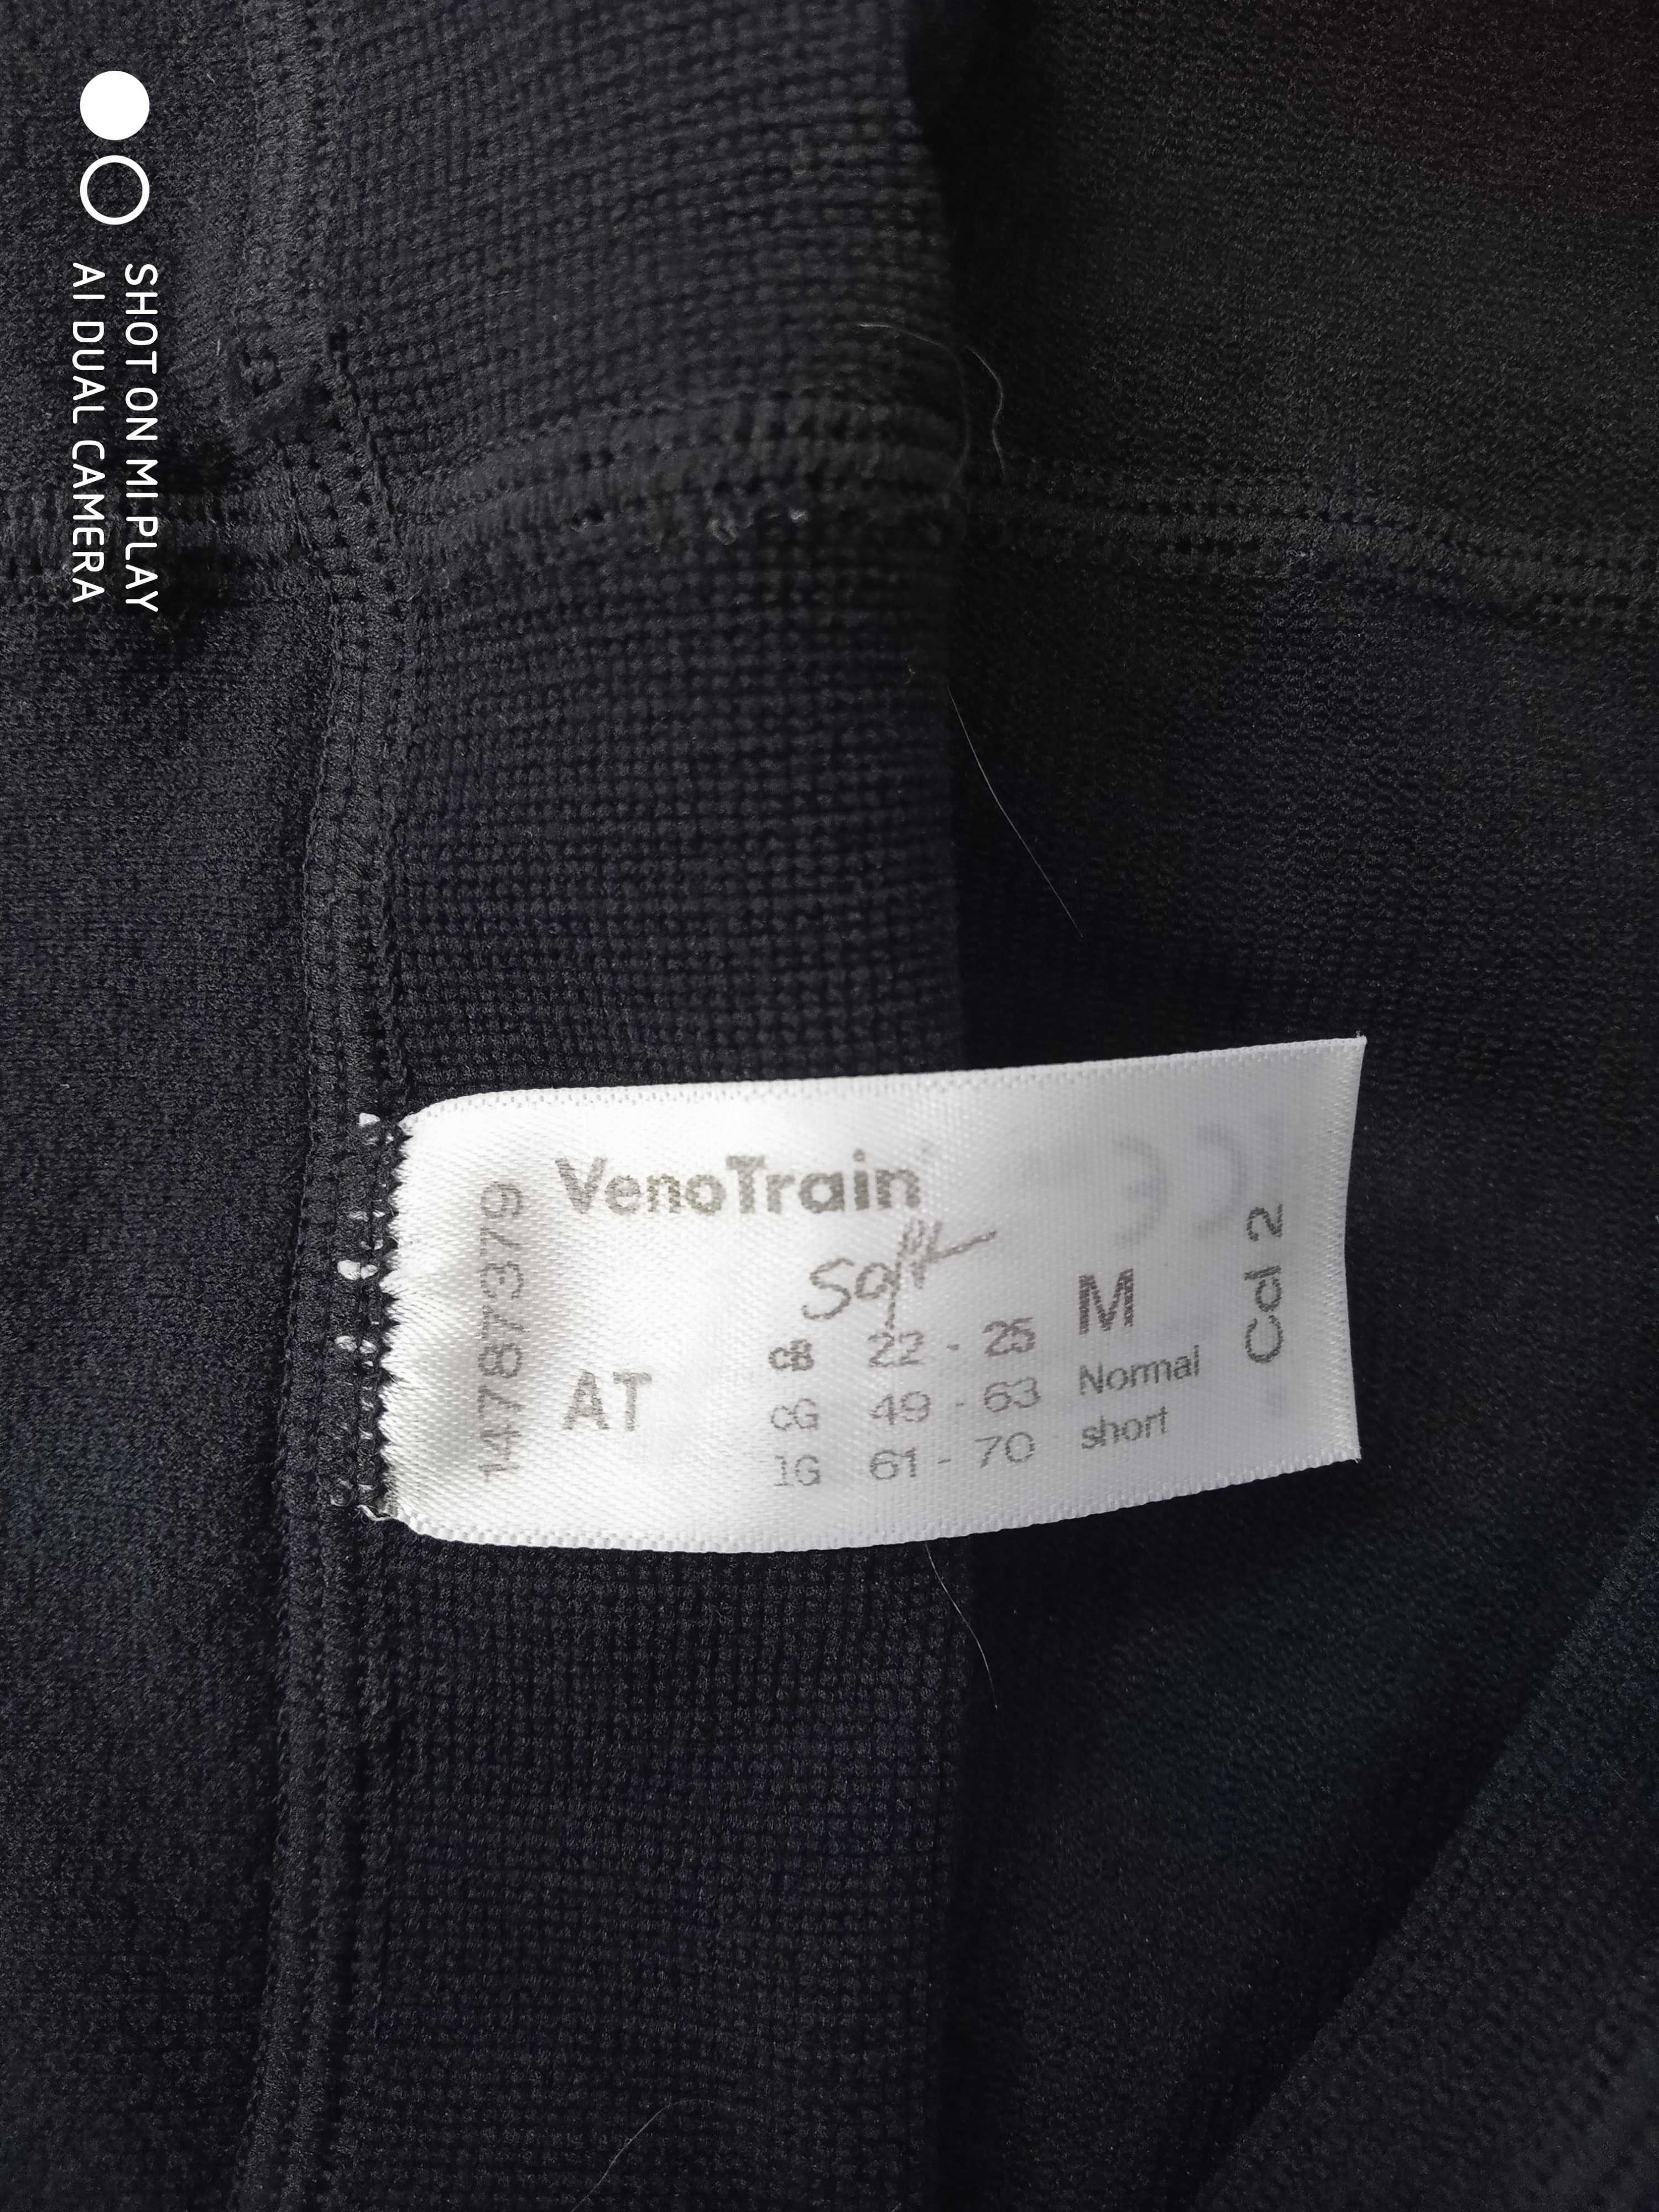 SHOT ON MI PLAY
AI DUAL CAMERA
1478737379
VenoTrain
soft
M
AT
cB 22 - 25
cG 49 - 63
Normal
lG 61 - 70
short
Ccl 2